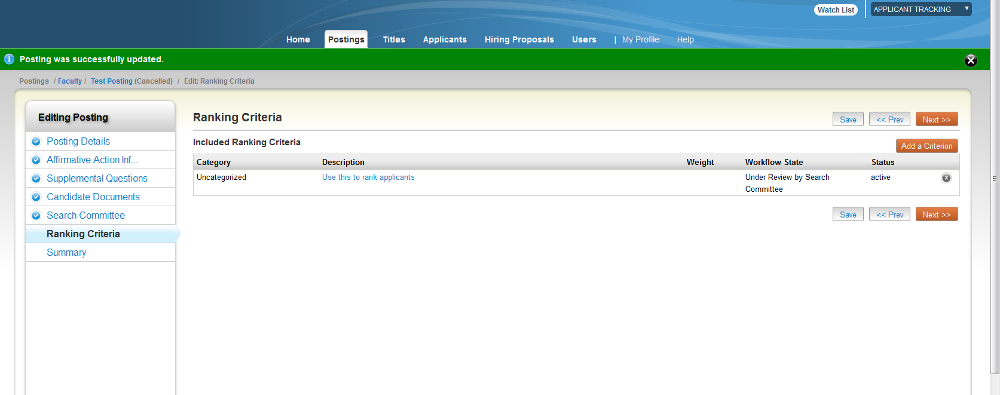 Watch List
APPLICANT TRACKING
Home Postings Titles Applicants Hiring Proposals Users | My Profile Help
Posting was successfully updated.
Postings / Faculty / Test Posting (Cancelled) / Edit: Ranking Criteria
Editing Posting
Posting Details
Affirmative Action Inf...
Supplemental Questions
Candidate Documents
Search Committee
Ranking Criteria
Summary
Ranking Criteria
Save << Prev Next >>
Included Ranking Criteria
Add a Criterion
Category Description Weight Workflow State Status
Uncategorized Use this to rank applicants Under Review by Search active
Committee
Save << Prev Next >>